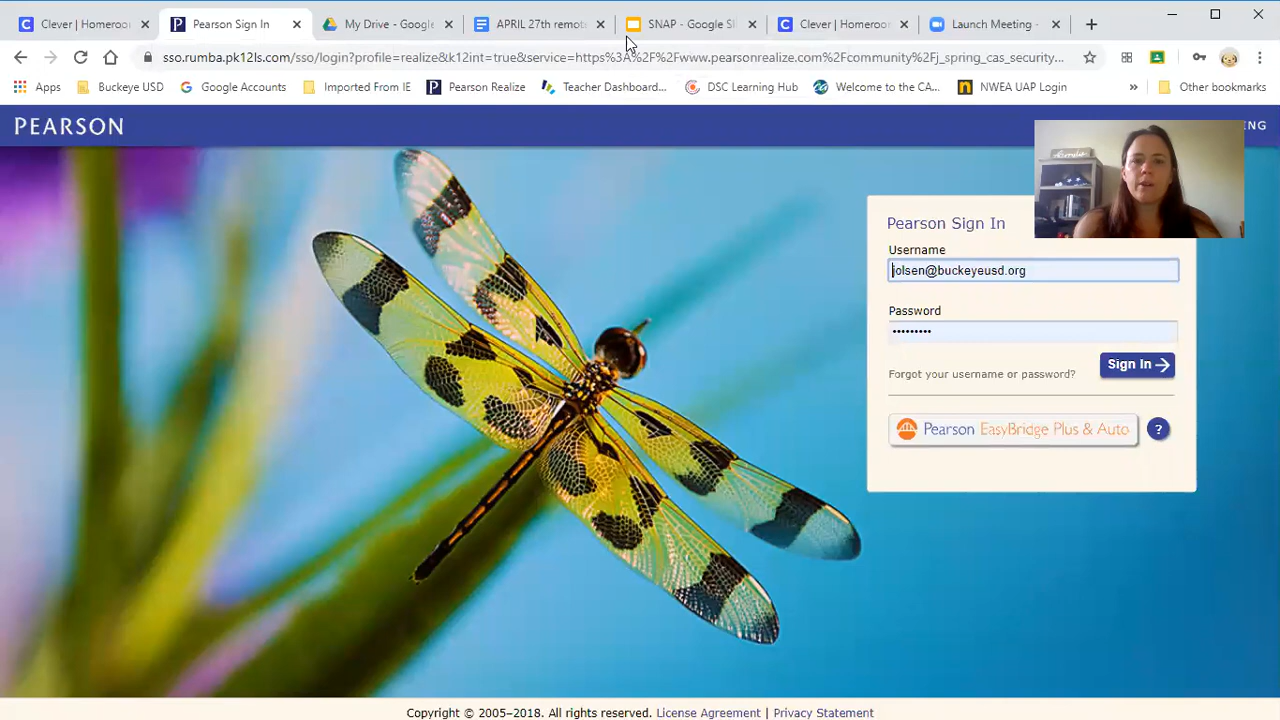 Clever | Homeroo
Pearson Sign In
My Drive - Google
APRIL 27th remot
SNAP - Google Sl
Clever | Homeroo
Launch Meeting -
sso.rumba.pk12ls.com/sso/login?profile=realize&k12int=true&service=https%3A%2F%2Fwww.pearsonrealize.com%2Fcommunity%2Fj_spring_cas_security...
Apps
Buckeye USD
Google Accounts
Imported From IE
Pearson Realize
Teacher Dashboard...
DSC Learning Hub
Welcome to the CA...
NWEA UAP Login
»
Other bookmarks
PEARSON
Pearson Sign In
Username
jolsen@buckeyeusd.org
Password
•••••••••
Sign In
Forgot your username or password?
Pearson EasyBridge Plus & Auto
?
Copyright © 2005–2018. All rights reserved. License Agreement | Privacy Statement